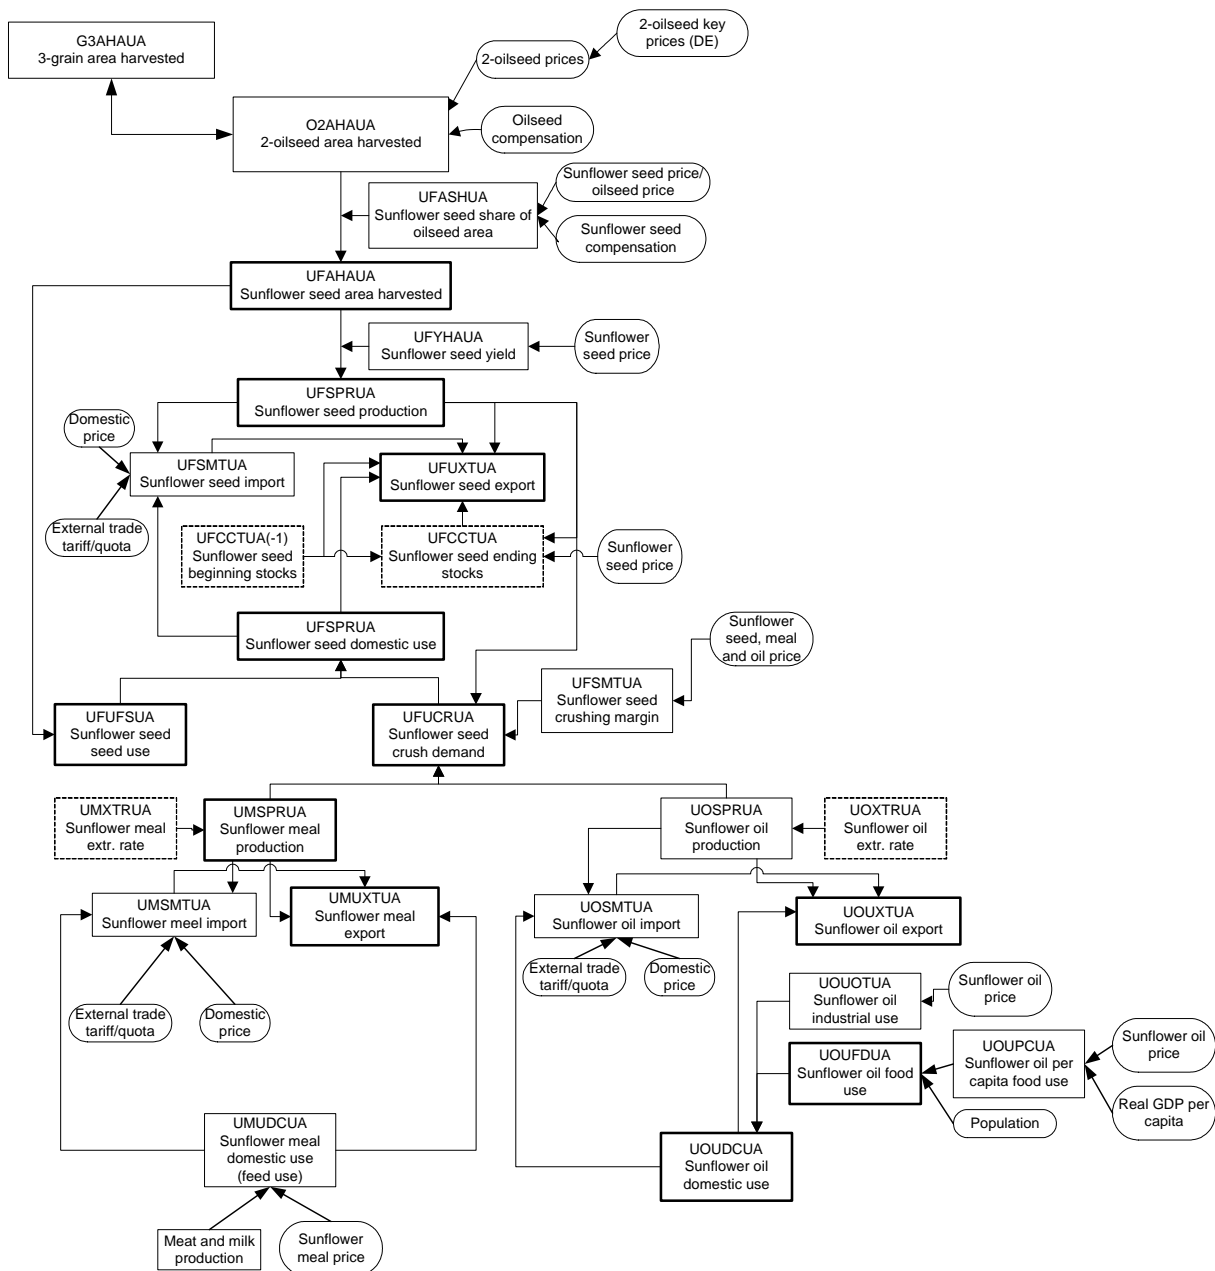 G3AHAUA
3-grain area harvested
2-oilseed key
prices (DE)
2-oilseed prices
O2AHAUA
2-oilseed area harvested
Oilseed
compensation
UFASHUA
Sunflower seed share of
oilseed area
Sunflower seed price/
oilseed price
Sunflower seed
compensation
UFAHAUA
Sunflower seed area harvested
UFYHAUA
Sunflower seed yield
Sunflower
seed price
UFSPRUA
Sunflower seed production
Domestic
price
UFSMTUA
Sunflower seed import
UFUXTUA
Sunflower seed export
External trade
tariff/quota
UFCCTUA(-1)
Sunflower seed
beginning stocks
UFCCTUA
Sunflower seed ending
stocks
Sunflower
seed price
UFSPRUA
Sunflower seed domestic use
Sunflower
seed, meal
and oil price
UFSMTUA
Sunflower seed
crushing margin
UFUFSUA
Sunflower seed
seed use
UFUCRUA
Sunflower seed
crush demand
UMXTRUA
Sunflower meal
extr. rate
UMSPRUA
Sunflower meal
production
UOSPRUA
Sunflower oil
production
UOXTRUA
Sunflower oil
extr. rate
UMSMTUA
Sunflower meel import
UMUXTUA
Sunflower meal
export
UOSMTUA
Sunflower oil import
UOUXTUA
Sunflower oil export
External trade
tariff/quota
Domestic
price
External trade
tariff/quota
Domestic
price
UOUOTUA
Sunflower oil
industrial use
Sunflower oil
price
UOUFDUA
Sunflower oil food
use
UOUPCUA
Sunflower oil per
capita food use
Sunflower oil
price
Real GDP per
capita
Population
UMUDCUA
Sunflower meal
domestic use
(feed use)
UOUDCUA
Sunflower oil
domestic use
Meat and milk
production
Sunflower
meal price